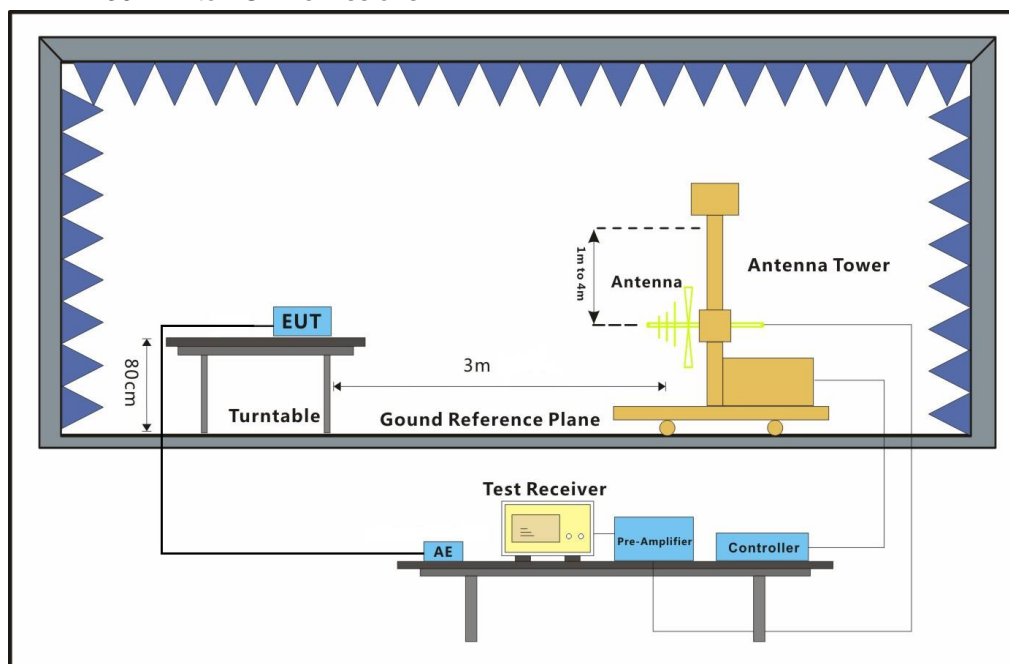 1m to 4m
Antenna
Antenna Tower
EUT
80cm
3m
Turntable
Gound Reference Plane
Test Receiver
AE
Pre-Amplifier
Controller